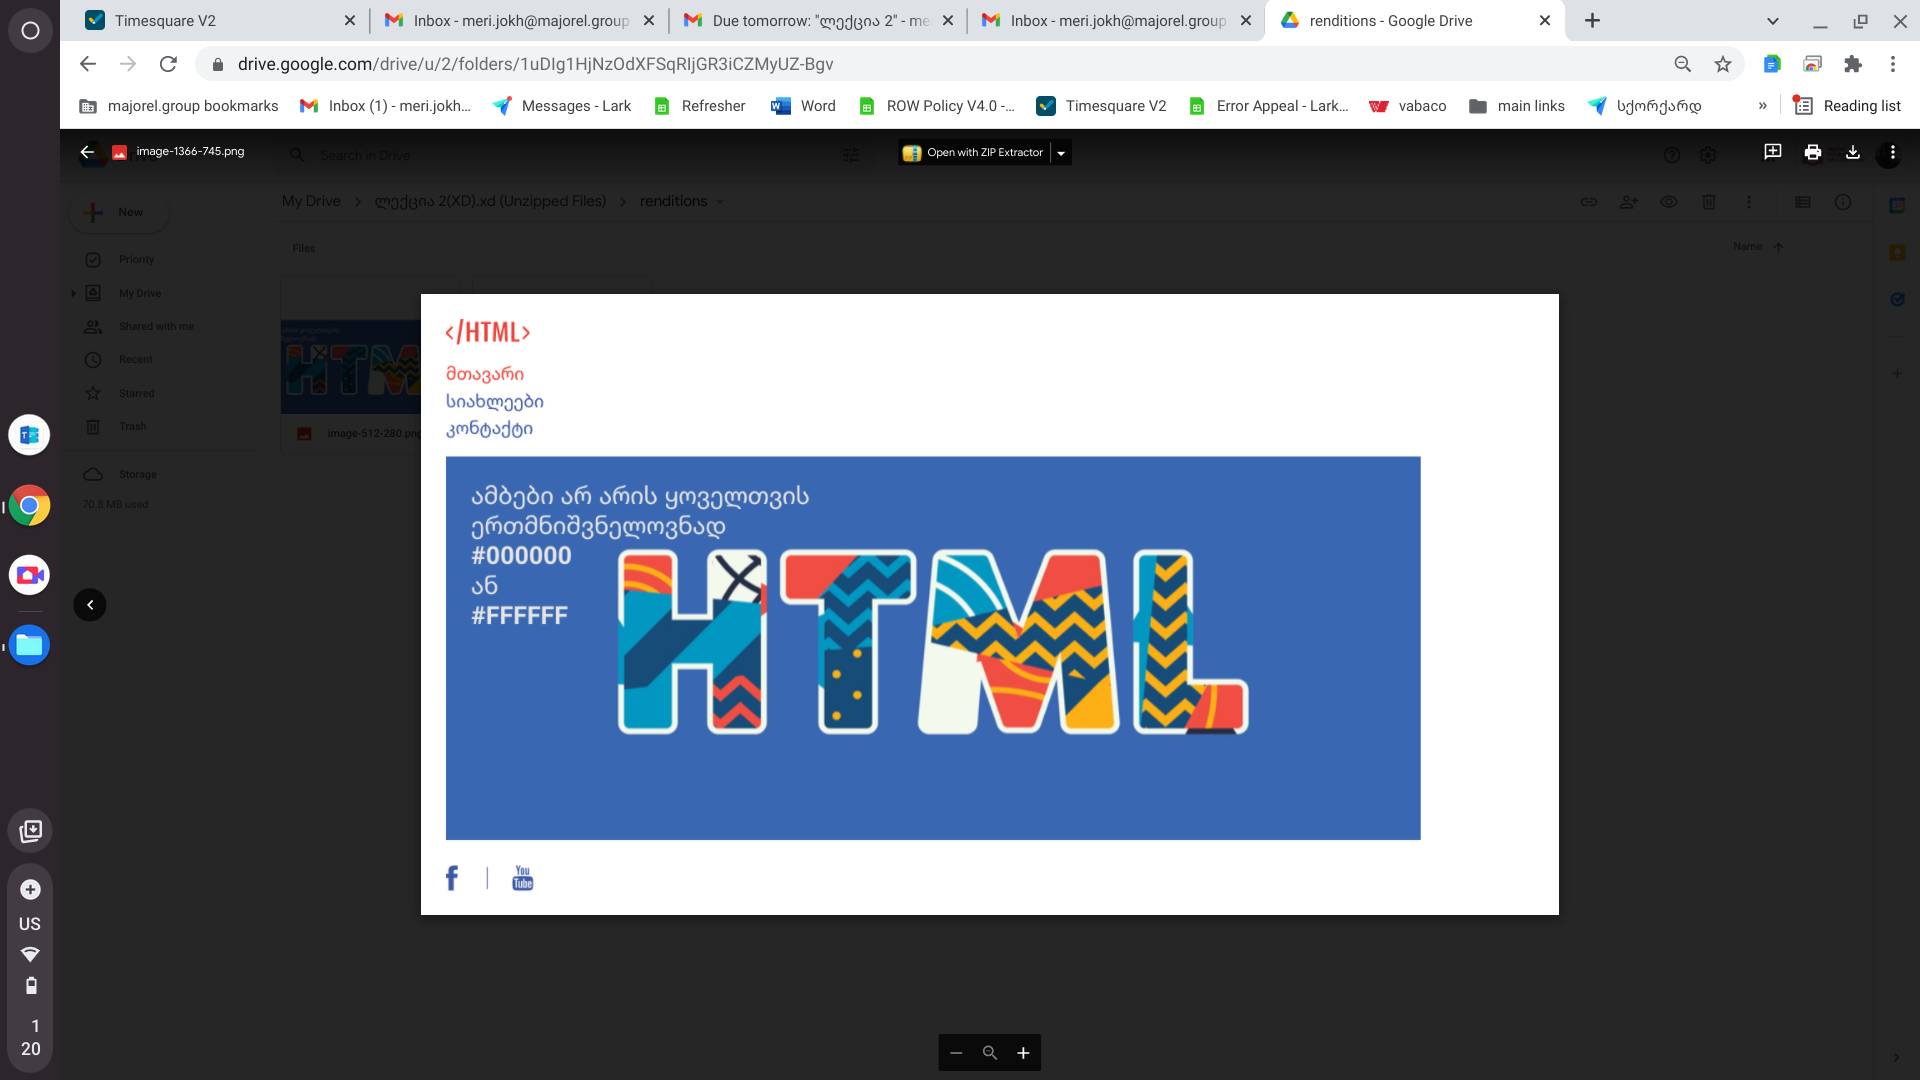 Timesquare V2
Inbox - meri.jokh@majorel.group
Due tomorrow: "ლექცია 2" - me
Inbox - meri.jokh@majorel.group
renditions - Google Drive
drive.google.com/drive/u/2/folders/1uDIg1HjNzOdXFSqRIjGR3iCZMyUZ-Bgv
majorel.group bookmarks
Inbox (1) - meri.jokh...
Messages - Lark
Refresher
Word
ROW Policy V4.0 -...
Timesquare V2
Error Appeal - Lark...
vabaco
main links
სქორქარდ
»
Reading list
image-1366-745.png
Search in Drive
Open with ZIP Extractor
New
My Drive > ლექცია 2(XD).xd (Unzipped Files) > renditions
Files
Name
Priority
My Drive
Shared with me
Recent
Starred
Trash
Storage
70.8 MB used
image-512-280.png
</HTML>
მთავარი
სიახლეები
კონტაქტი
ამბები არ არის ყოველთვის
ერთმნიშვნელოვნად
#000000
ან
#FFFFFF
HTML
f
You
Tube
US
1
20